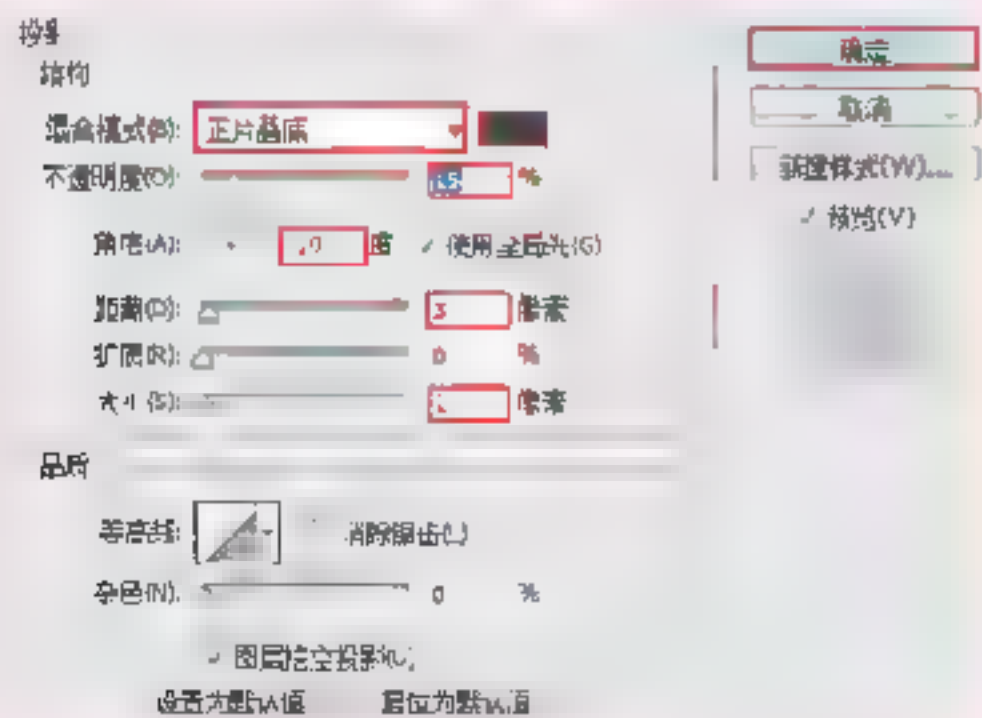 投影
结构
混合模式(B): 正片叠底
不透明度(O): %
角度(A): 度 使用全局光(G)
距离(D): 3 像素
扩展(R): 0 %
大小(S): 像素
品质
等高线: 消除锯齿(L)
杂色(N): 0 %
图层挖空投影(U)
设置为默认值 复位为默认值
确定
取消
新建样式(W)...
预览(V)